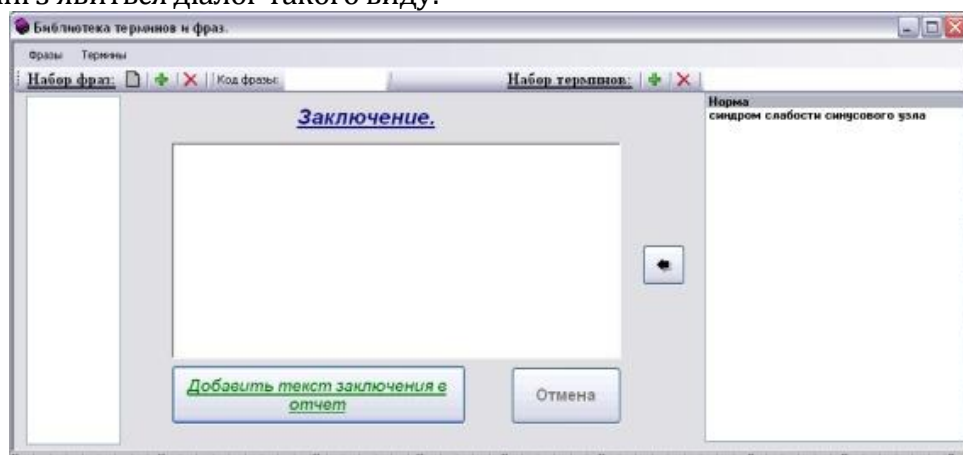 з'явиться діалог такого виду:
Библиотека терминов и фраз.
Фразы Термины
Набор фраз: Код фразы: Набор терминов:
Заключение.
Норма
синдром слабости синусового узла
Добавить текст заключения в
отчет
Отмена